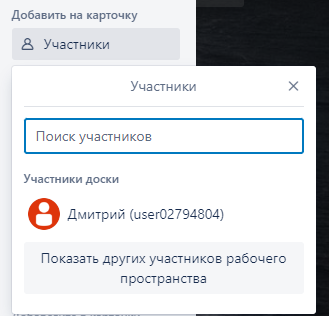 Добавить на карточку
Участники
Участники
Поиск участников
Участники доски
Дмитрий (user02794804)
Показать других участников рабочего
пространства